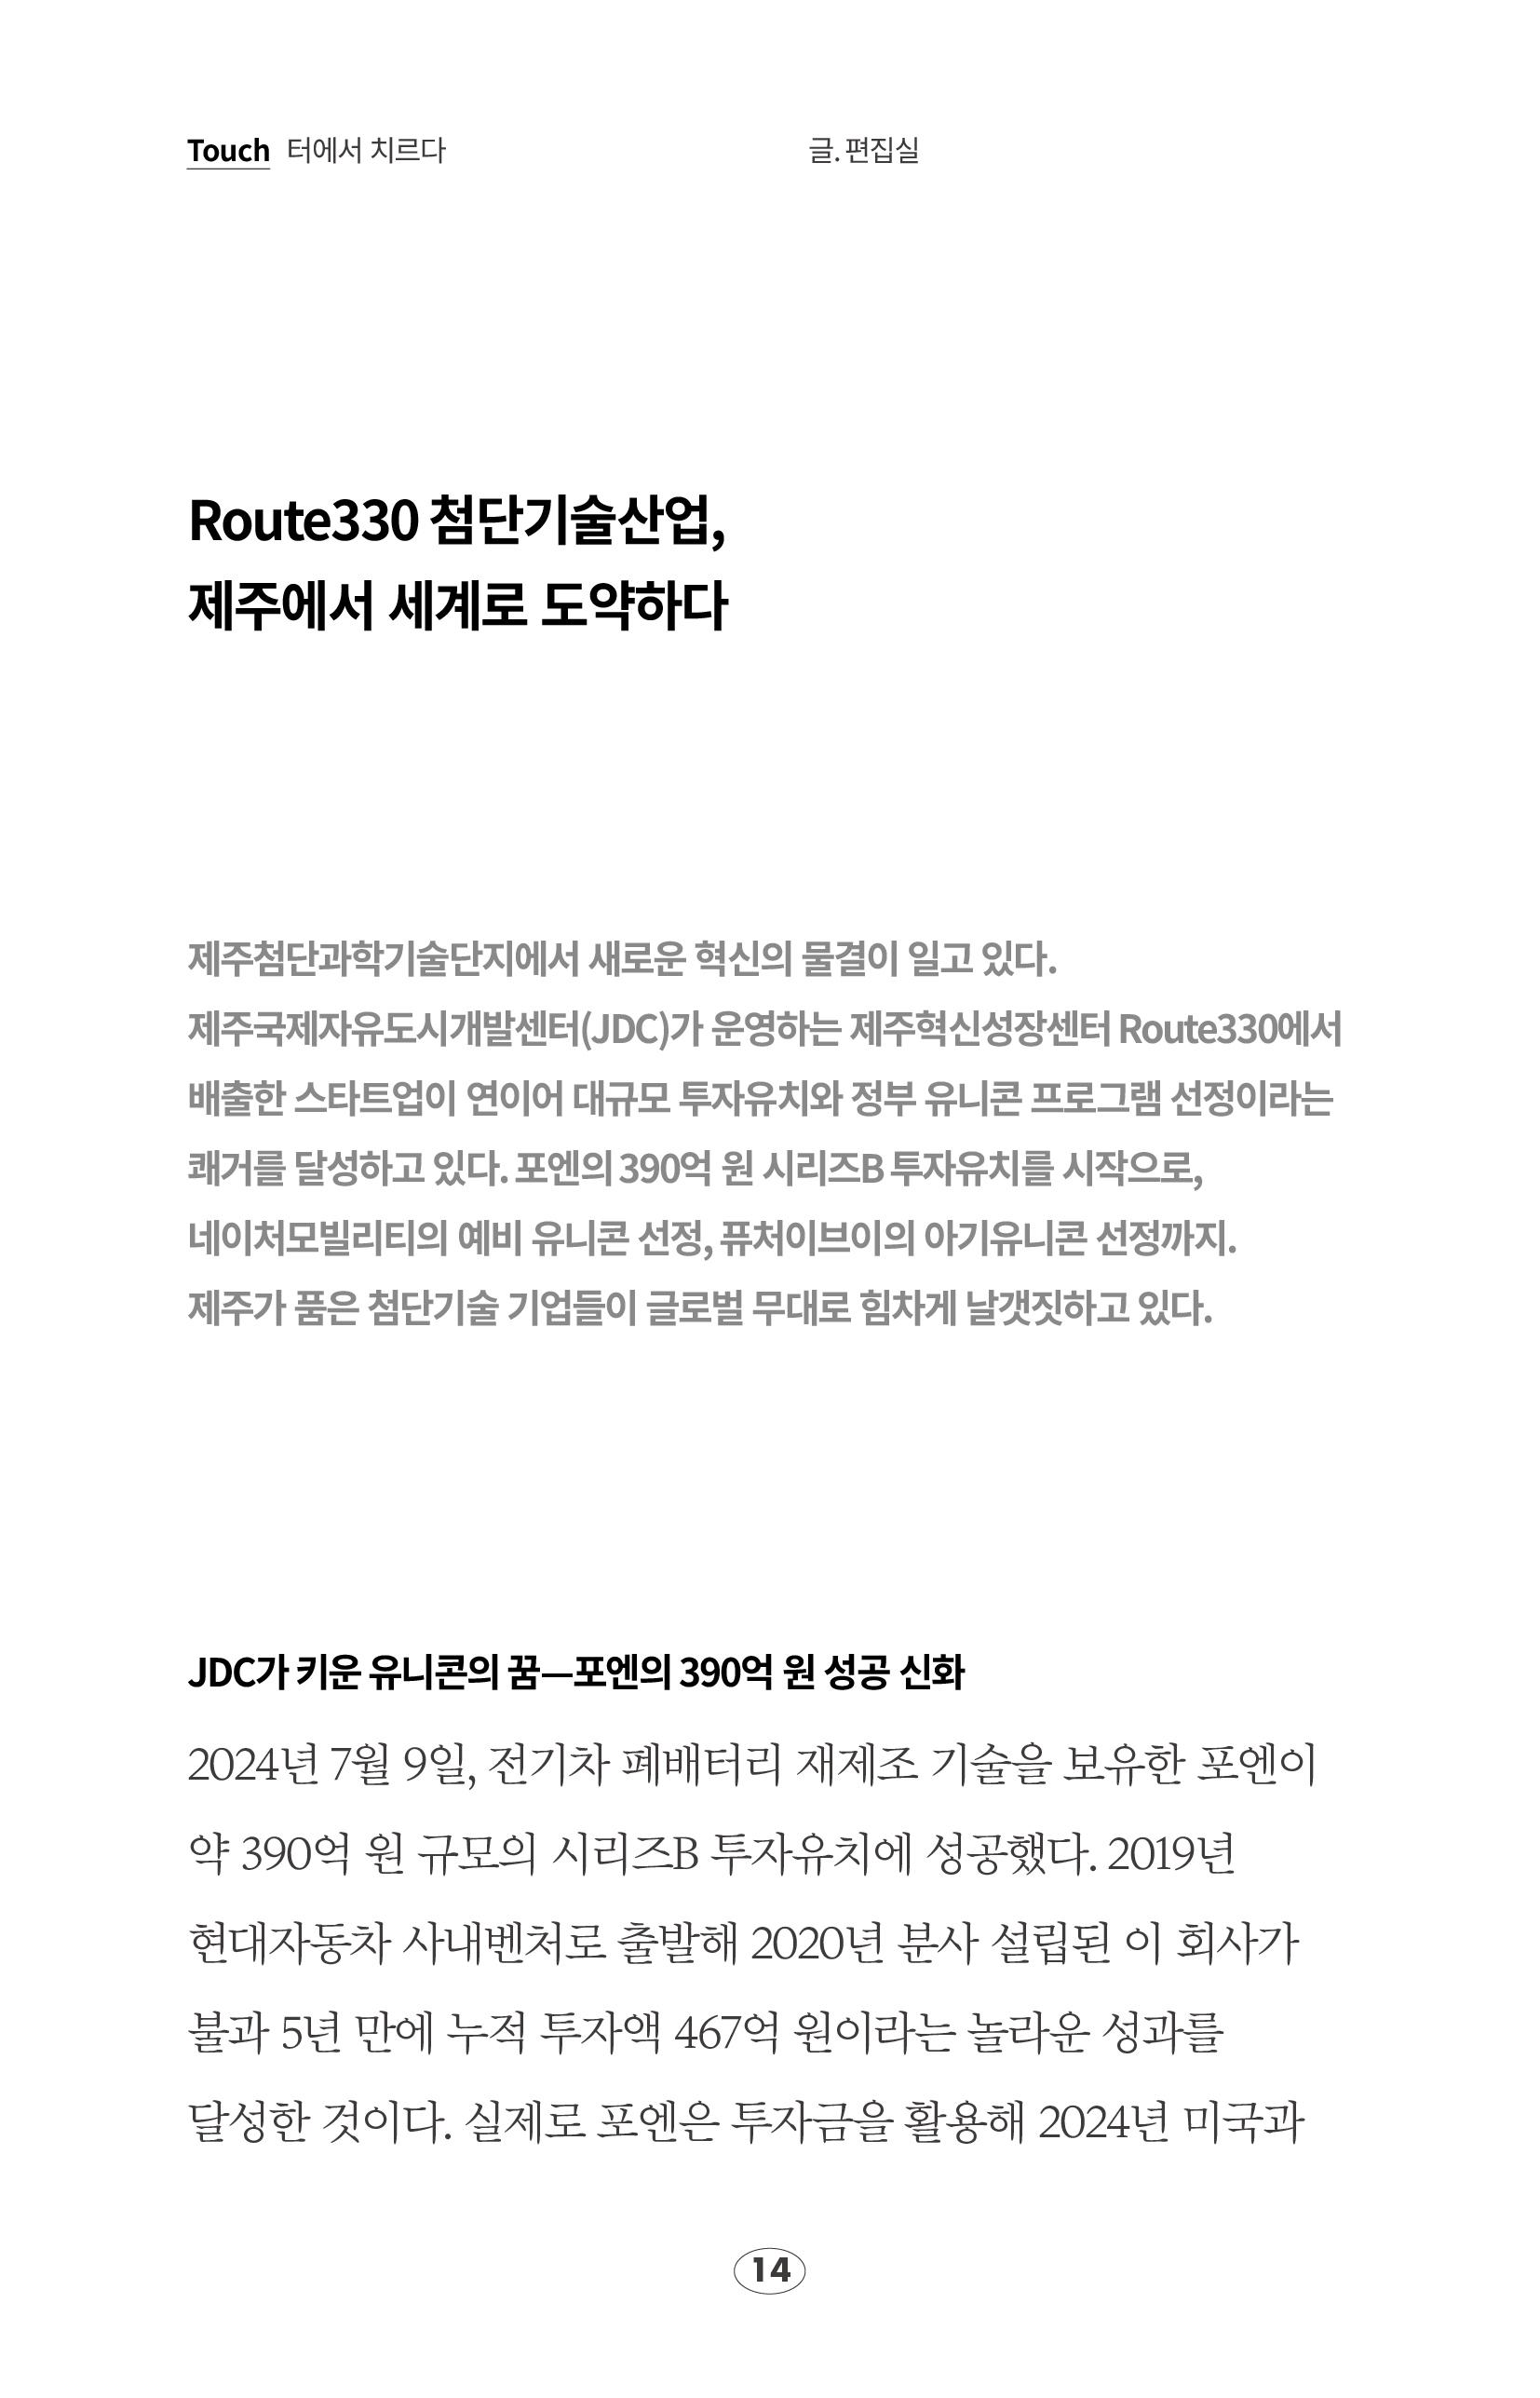 Touch 터에서 치르다 글. 편집실
Route330 첨단기술산업,
제주에서 세계로 도약하다
제주첨단과학기술단지에서 새로운 혁신의 물결이 일고 있다.
제주국제자유도시개발센터(JDC)가 운영하는 제주혁신성장센터 Route330에서
배출한 스타트업이 연이어 대규모 투자유치와 정부 유니콘 프로그램 선정이라는
쾌거를 달성하고 있다. 포엔의 390억 원 시리즈B 투자유치를 시작으로,
네이처모빌리티의 예비 유니콘 선정, 퓨처이브이의 아기유니콘 선정까지.
제주가 품은 첨단기술 기업들이 글로벌 무대로 힘차게 날갯짓하고 있다.
JDC가 키운 유니콘의 꿈—포엔의 390억 원 성공 신화
2024년 7월 9일, 전기차 폐배터리 재제조 기술을 보유한 포엔이
약 390억 원 규모의 시리즈B 투자유치에 성공했다. 2019년
현대자동차 사내벤처로 출발해 2020년 분사 설립된 이 회사가
불과 5년 만에 누적 투자액 467억 원이라는 놀라운 성과를
달성한 것이다. 실제로 포엔은 투자금을 활용해 2024년 미국과
14